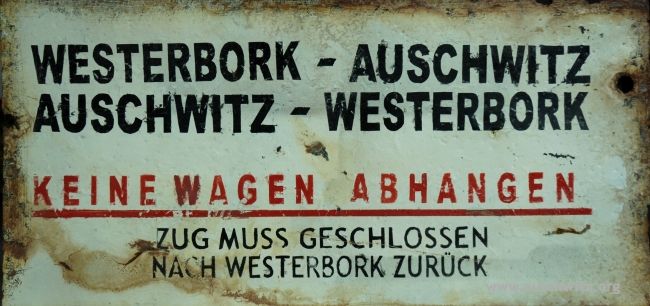 WESTERBORK - AUSCHWITZ
AUSCHWITZ - WESTERBORK
KEINE WAGEN ABHANGEN
ZUG MUSS GESCHLOSSEN
NACH WESTERBORK ZURÜCK